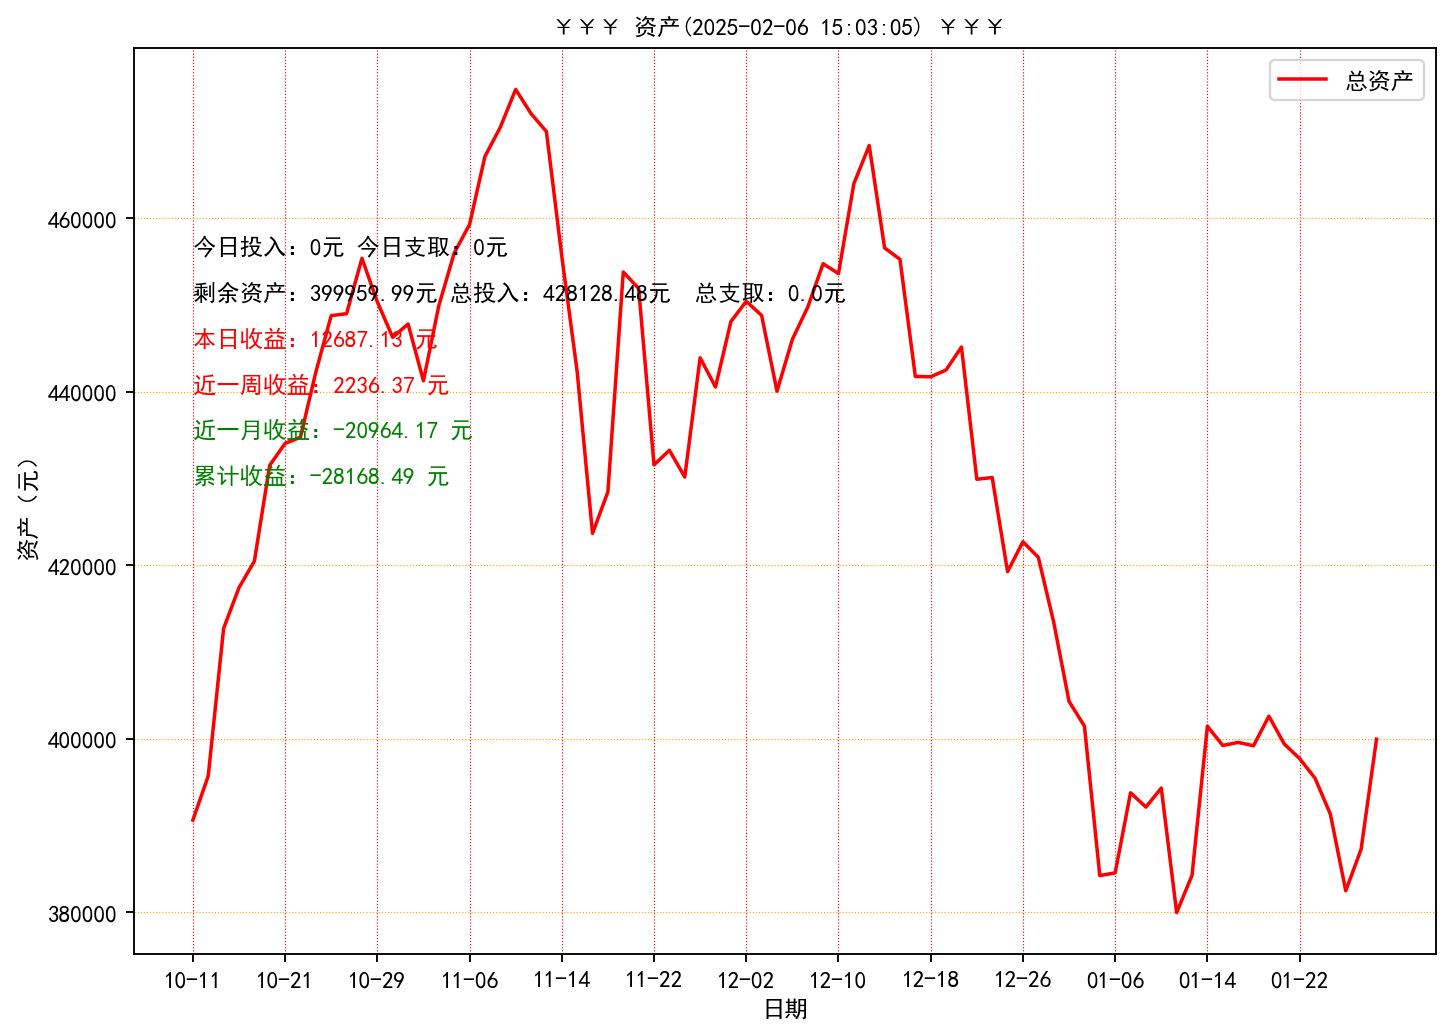 ￥￥￥ 资产(2025-02-06 15:03:05) ￥￥￥
总资产
460000
440000
420000
400000
380000
资产（元）
今日投入：0元 今日支取：0元
剩余资产：399959.99元 总投入：428128.48元 总支取：0.0元
本日收益：12687.13 元
近一周收益：2236.37 元
近一月收益：-20964.17 元
累计收益：-28168.49 元
10-11 10-21 10-29 11-06 11-14 11-22 12-02 12-10 12-18 12-26 01-06 01-14 01-22
日期